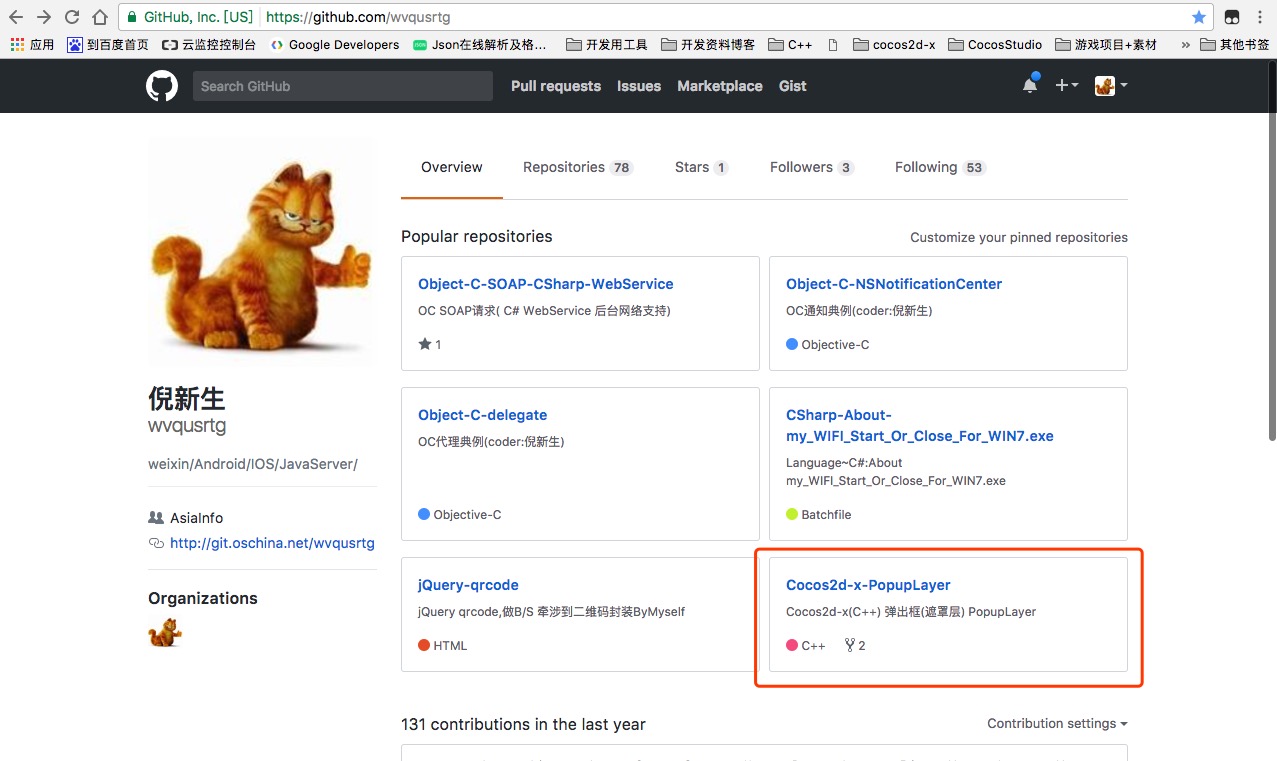 GitHub, Inc. [US] https://github.com/wvqusrtg
应用 到百度首页 云监控控制台 Google Developers Json在线解析及格... 开发用工具 开发资料博客 C++ cocos2d-x CocosStudio 游戏项目+素材 » 其他书签
Search GitHub Pull requests Issues Marketplace Gist
Overview Repositories 78 Stars 1 Followers 3 Following 53
倪新生
wvqusrtg
weixin/Android/IOS/JavaServer/
AsiaInfo
http://git.oschina.net/wvqusrtg
Organizations
Popular repositories Customize your pinned repositories
Object-C-SOAP-CSharp-WebService
OC SOAP请求( C# WebService 后台网络支持)
1
Object-C-NSNotificationCenter
OC通知典例(coder:倪新生)
Objective-C
Object-C-delegate
OC代理典例(coder:倪新生)
Objective-C
CSharp-About-
my_WIFI_Start_Or_Close_For_WIN7.exe
Language~C#:About
my_WIFI_Start_Or_Close_For_WIN7.exe
Batchfile
jQuery-qrcode
jQuery qrcode,做B/S 牵涉到二维码封装ByMyself
HTML
Cocos2d-x-PopupLayer
Cocos2d-x(C++) 弹出框(遮罩层) PopupLayer
C++ 2
131 contributions in the last year Contribution settings